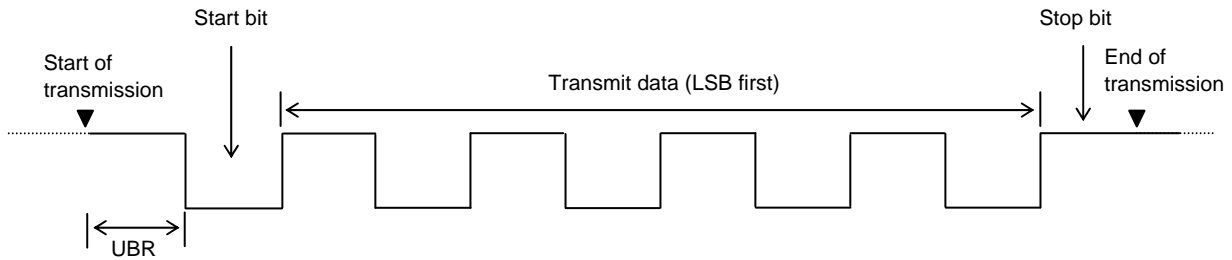 Start bit
Stop bit
Start of
transmission
End of
transmission
Transmit data (LSB first)
UBR